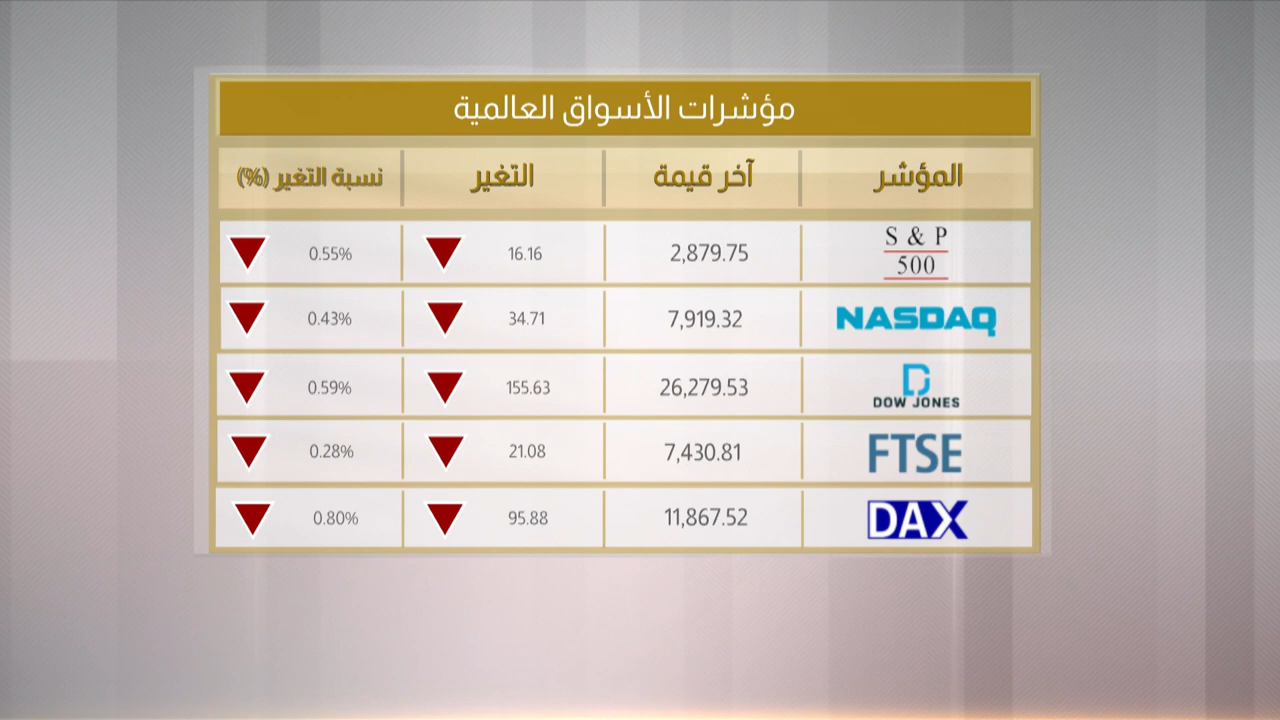 مؤشرات الأسواق العالمية
المؤشر آخر قيمة التغير نسبة التغير (%)
S & P
500 2,879.75 16.16 0.55%
NASDAQ 7,919.32 34.71 0.43%
DOW JONES 26,279.53 155.63 0.59%
FTSE 7,430.81 21.08 0.28%
DAX 11,867.52 95.88 0.80%